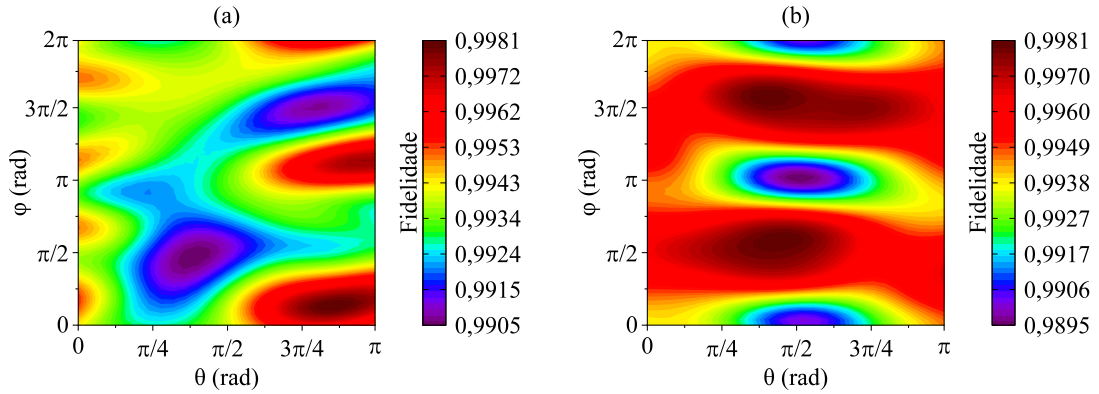 (a)
2π
3π/2
π
π/2
0
φ (rad)
0 π/4 π/2 3π/4 π
θ (rad)
Fidelidade
0,9981
0,9972
0,9962
0,9953
0,9943
0,9934
0,9924
0,9915
0,9905
(b)
2π
3π/2
π
π/2
0
φ (rad)
0 π/4 π/2 3π/4 π
θ (rad)
Fidelidade
0,9981
0,9970
0,9960
0,9949
0,9938
0,9927
0,9917
0,9906
0,9895